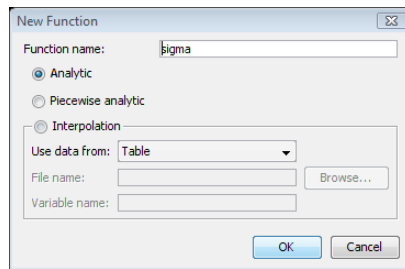 New Function
Function name: sigma
Analytic
Piecewise analytic
Interpolation
Use data from: Table
File name: Browse...
Variable name:
OK Cancel